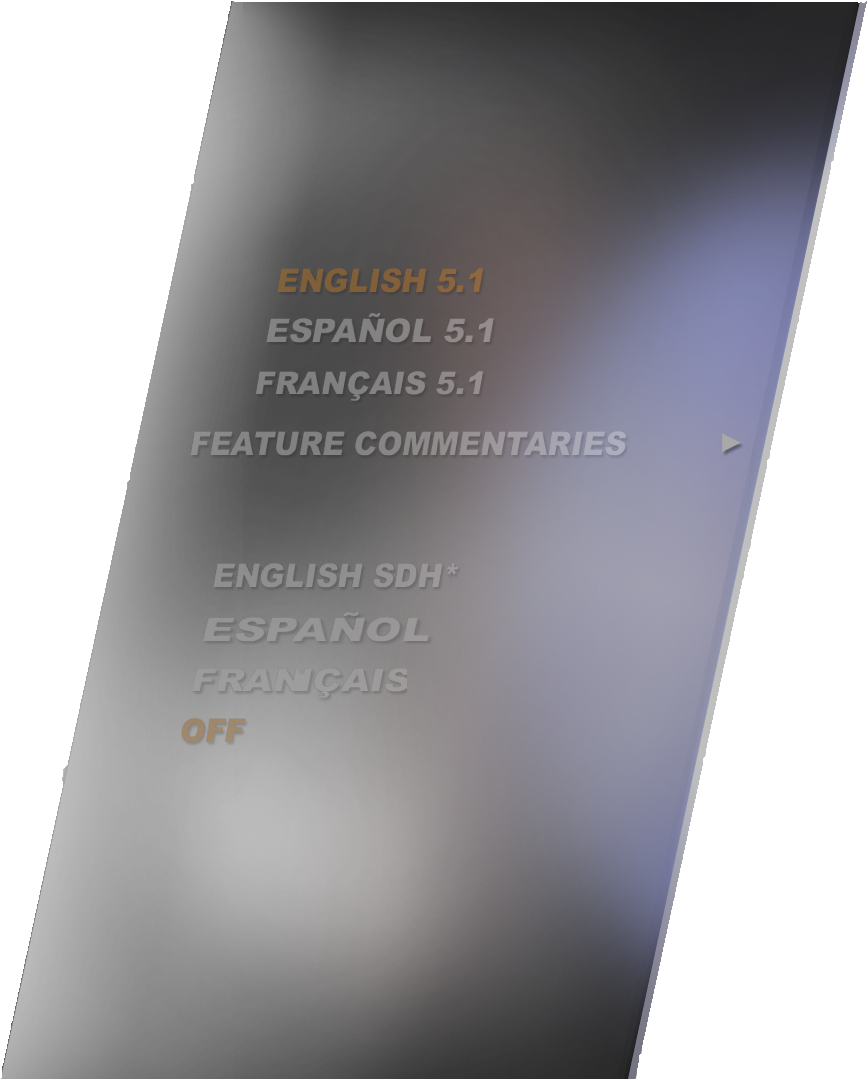 ENGLISH 5.1
ESPAÑOL 5.1
FRANÇAIS 5.1
FEATURE COMMENTARIES
ENGLISH SDH*
ESPAÑOL
FRANÇAIS
OFF